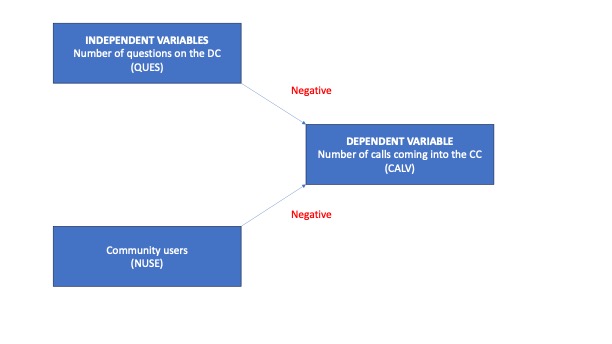 INDEPENDENT VARIABLES
Number of questions on the DC
(QUES)
Negative
DEPENDENT VARIABLE
Number of calls coming into the CC
(CALV)
Negative
Community users
(NUSE)